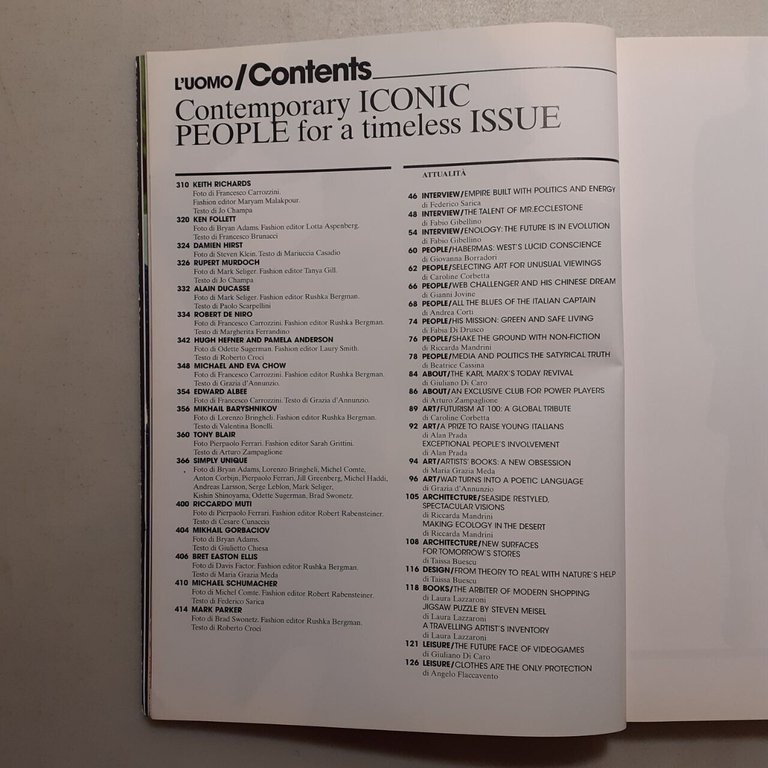 L'UOMO/Contents
Contemporary ICONIC
PEOPLE for a timeless ISSUE
310 KEITH RICHARDS
Foto di Francesco Carrozzini.
Fashion editor Maryam Malakpour.
Testo di Jo Champa
320 KEN FOLLETT
Foto di Bryan Adams. Fashion editor Lotta Aspenberg.
Testo di Francesco Brunacci
324 DAMIEN HIRST
Foto di Steven Klein. Testo di Mariuccia Casadio
326 RUPERT MURDOCH
Foto di Mark Seliger. Fashion editor Tanya Gill.
Testo di Jo Champa
332 ALAIN DUCASSE
Foto di Mark Seliger. Fashion editor Rushka Bergman.
Testo di Paolo Scarpellini
334 ROBERT DE NIRO
Foto di Francesco Carrozzini. Fashion editor Rushka Bergman.
Testo di Margherita Ferrandino
342 HUGH HEFNER AND PAMELA ANDERSON
Foto di Odette Sugerman. Fashion editor Laury Smith.
Testo di Roberto Croci
348 MICHAEL AND EVA CHOW
Foto di Francesco Carrozzini. Fashion editor Rushka Bergman.
Testo di Grazia d'Annunzio.
354 EDWARD ALBEE
Foto di Francesco Carrozzini. Testo di Grazia d'Annunzio.
356 MIKHAIL BARYSHNIKOV
Foto di Lorenzo Bringheli. Fashion editor Rushka Bergman.
Testo di Valentina Bonelli.
360 TONY BLAIR
Foto Pierpaolo Ferrari. Fashion editor Sarah Grittini.
Testo di Arturo Zampaglione
366 SIMPLY UNIQUE
Foto di Bryan Adams, Lorenzo Bringheli, Michel Comte,
Anton Corbijn, Pierpaolo Ferrari, Jill Greenberg, Michel Haddi,
Andreas Larsson, Serge Leblon, Mark Seliger,
Kishin Shinoyama, Odette Sugerman, Brad Swonetz.
400 RICCARDO MUTI
Foto di Pierpaolo Ferrari. Fashion editor Robert Rabensteiner.
Testo di Cesare Cunaccia
404 MIKHAIL GORBACIOV
Foto di Bryan Adams.
Testo di Giulietto Chiesa
406 BRET EASTON ELLIS
Foto di Davis Factor. Fashion editor Rushka Bergman.
Testo di Maria Grazia Meda
410 MICHAEL SCHUMACHER
Foto di Michel Comte. Fashion editor Robert Rabensteiner.
Testo di Federico Sarica
414 MARK PARKER
Foto di Brad Swonetz. Fashion editor Rushka Bergman.
Testo di Roberto Croci
ATTUALITÀ
46 INTERVIEW/EMPIRE BUILT WITH POLITICS AND ENERGY
di Federico Sarica
48 INTERVIEW/THE TALENT OF MR.ECCLESTONE
di Fabio Gibellino
54 INTERVIEW/ENOLOGY: THE FUTURE IS IN EVOLUTION
di Fabio Gibellino
60 PEOPLE/HABERMAS: WEST'S LUCID CONSCIENCE
di Giovanna Borradori
62 PEOPLE/SELECTING ART FOR UNUSUAL VIEWINGS
di Caroline Corbetta
66 PEOPLE/WEB CHALLENGER AND HIS CHINESE DREAM
di Gianni Jovine
68 PEOPLE/ALL THE BLUES OF THE ITALIAN CAPTAIN
di Andrea Corti
74 PEOPLE/HIS MISSION: GREEN AND SAFE LIVING
di Fabia Di Drusco
76 PEOPLE/SHAKE THE GROUND WITH NON-FICTION
di Riccarda Mandrini
78 PEOPLE/MEDIA AND POLITICS THE SATYRICAL TRUTH
di Beatrice Cassina
84 ABOUT/THE KARL MARX'S TODAY REVIVAL
di Giuliano Di Caro
86 ABOUT/AN EXCLUSIVE CLUB FOR POWER PLAYERS
di Arturo Zampaglione
89 ART/FUTURISM AT 100: A GLOBAL TRIBUTE
di Caroline Corbetta
92 ART/A PRIZE TO RAISE YOUNG ITALIANS
di Alan Prada
EXCEPTIONAL PEOPLE'S INVOLVEMENT
di Alan Prada
94 ART/ARTISTS' BOOKS: A NEW OBSESSION
di Maria Grazia Meda
96 ART/WAR TURNS INTO A POETIC LANGUAGE
di Grazia d'Annunzio
105 ARCHITECTURE/SEASIDE RESTYLED,
SPECTACULAR VISIONS
di Riccarda Mandrini
MAKING ECOLOGY IN THE DESERT
di Riccarda Mandrini
108 ARCHITECTURE/NEW SURFACES
FOR TOMORROW'S STORES
di Taissa Buescu
116 DESIGN/FROM THEORY TO REAL WITH NATURE'S HELP
di Taissa Buescu
118 BOOKS/THE ARBITER OF MODERN SHOPPING
di Laura Lazzaroni
JIGSAW PUZZLE BY STEVEN MEISEL
di Laura Lazzaroni
A TRAVELLING ARTIST'S INVENTORY
di Laura Lazzaroni
121 LEISURE/THE FUTURE FACE OF VIDEOGAMES
di Giuliano Di Caro
126 LEISURE/CLOTHES ARE THE ONLY PROTECTION
di Angelo Flaccavento